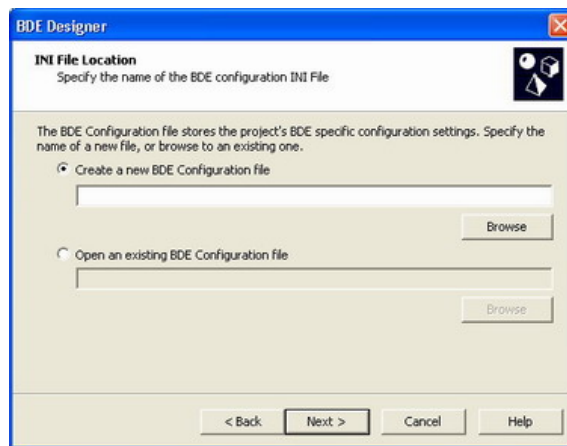 BDE Designer
INI File Location
Specify the name of the BDE configuration INI File
The BDE Configuration file stores the project's BDE specific configuration settings. Specify the
name of a new file, or browse to an existing one.
Create a new BDE Configuration file
Browse
Open an existing BDE Configuration file
Browse
< Back Next > Cancel Help